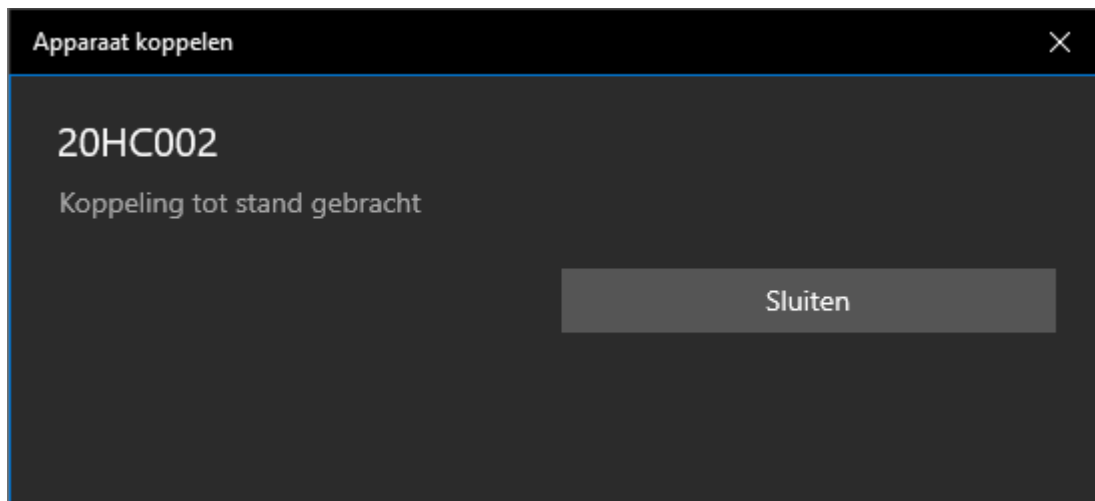 Apparaat koppelen
20HC002
Koppeling tot stand gebracht
Sluiten